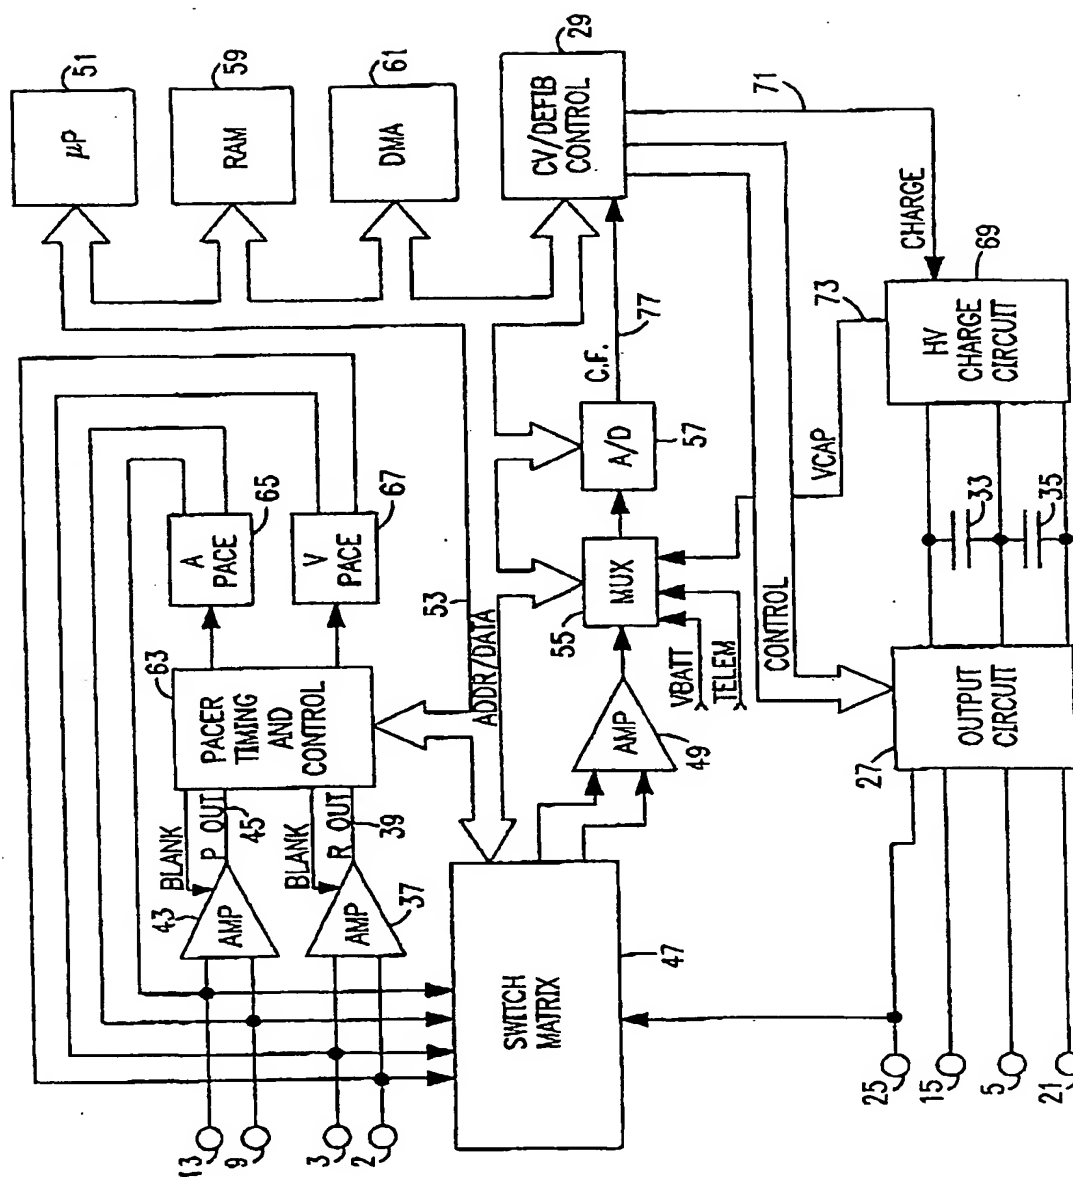 13
9
3
2
43
AMP
BLANK
P OUT
45
AMP
37
BLANK
R OUT
39
63
PACER
TIMING
AND
CONTROL
A
PACE
65
V
PACE
67
51
μP
59
RAM
61
DMA
29
CV/DEFIB
CONTROL
53
ADDR/DATA
SWITCH
MATRIX
47
AMP
49
55
MUX
VBATT
TELEM
A/D
57
C.F.
77
CONTROL
VCAP
73
CHARGE
71
69
HV
CHARGE
CIRCUIT
33
35
27
OUTPUT
CIRCUIT
25
15
5
21